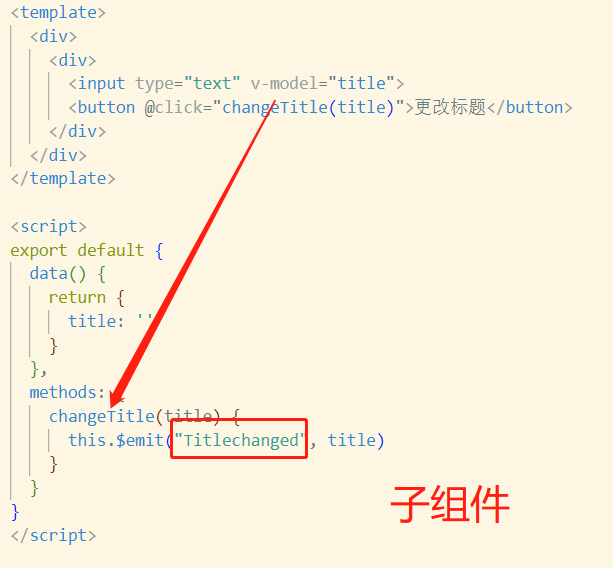 <template>
<div>
<div>
<input type="text" v-model="title">
<button @click="changeTitle(title)">更改标题</button>
</div>
</div>
</template>
<script>
export default {
data() {
return {
title: ''
}
},
methods: {
changeTitle(title) {
this.$emit("Titlechanged", title)
}
}
}
</script>
子组件